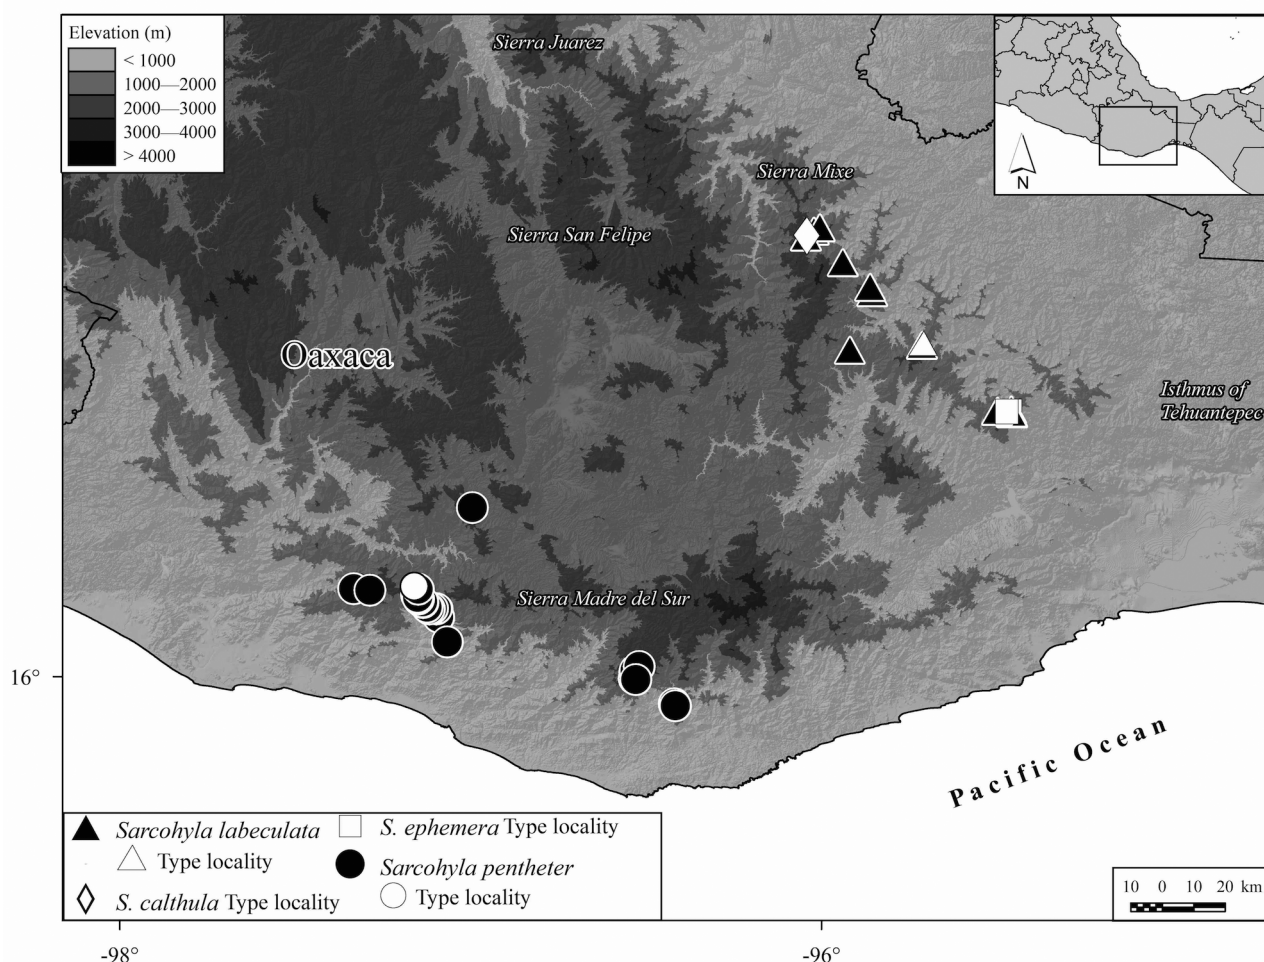 Elevation (m)
< 1000
1000—2000
2000—3000
3000—4000
> 4000
Sierra Juarez
N
Sierra Mixe
Sierra San Felipe
Oaxaca
Isthmus of
Tehuantepec
Sierra Madre del Sur
16°
Pacific Ocean
Sarcohyla labeculata
Type locality
S. calthula Type locality
S. ephemera Type locality
Sarcohyla pentheter
Type locality
10 0 10 20 km
-98°
-96°